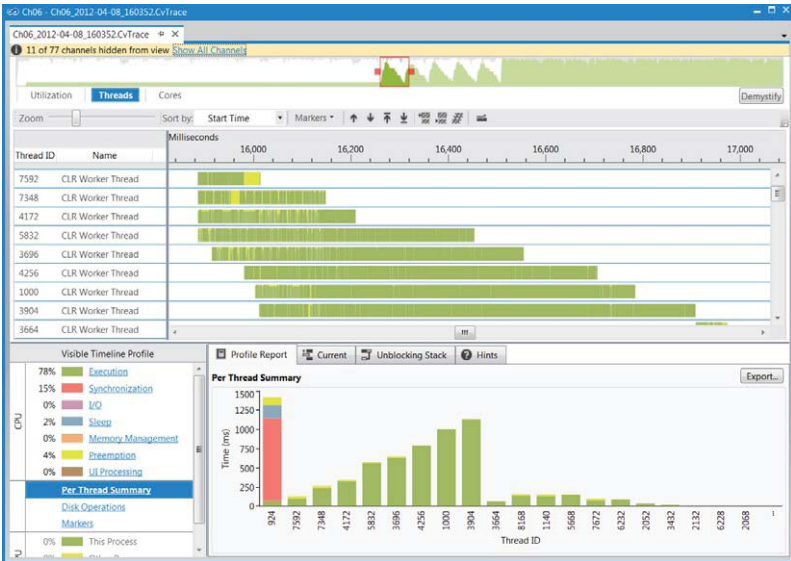 Ch06 - Ch06_2012-04-08_160352.CvTrace
Ch06_2012-04-08_160352.CvTrace
11 of 77 channels hidden from view Show All Channels
Utilization Threads Cores Demystify
Zoom Sort by: Start Time Markers
Milliseconds
Thread ID Name 16,000 16,200 16,400 16,600 16,800 17,000
7592 CLR Worker Thread
7348 CLR Worker Thread
4172 CLR Worker Thread
5832 CLR Worker Thread
3696 CLR Worker Thread
4256 CLR Worker Thread
1000 CLR Worker Thread
3904 CLR Worker Thread
3664 CLR Worker Thread
Visible Timeline Profile
CPU
78% Execution
15% Synchronization
0% I/O
2% Sleep
0% Memory Management
4% Preemption
0% UI Processing
Per Thread Summary
Disk Operations
Markers
0% This Process
Profile Report Current Unblocking Stack Hints
Per Thread Summary Export...
Time (ms)
1500
1250
1000
750
500
250
0
924 7592 7348 4172 5832 3696 4256 1000 3904 3664 8168 1140 5668 7672 6232 2052 3432 2132 6228 2068
Thread ID